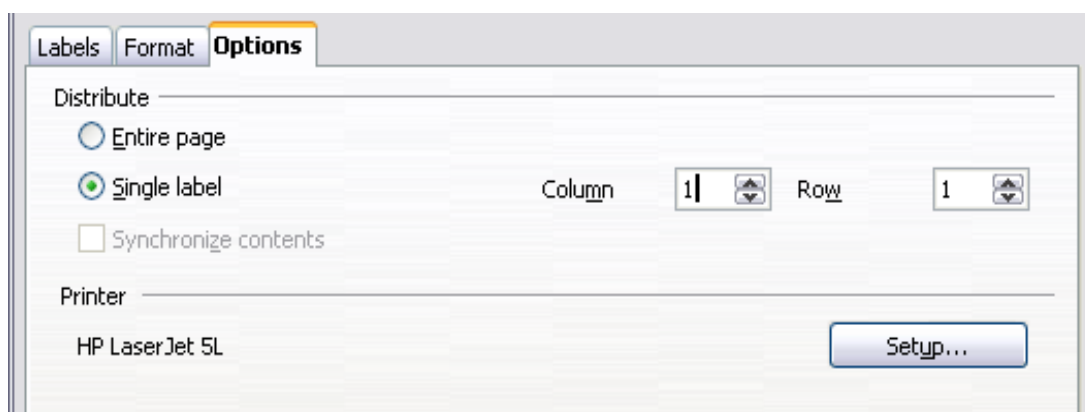 Labels Format Options
Distribute
Entire page
Single label Column 1 Row 1
Synchronize contents
Printer
HP LaserJet 5L Setup...